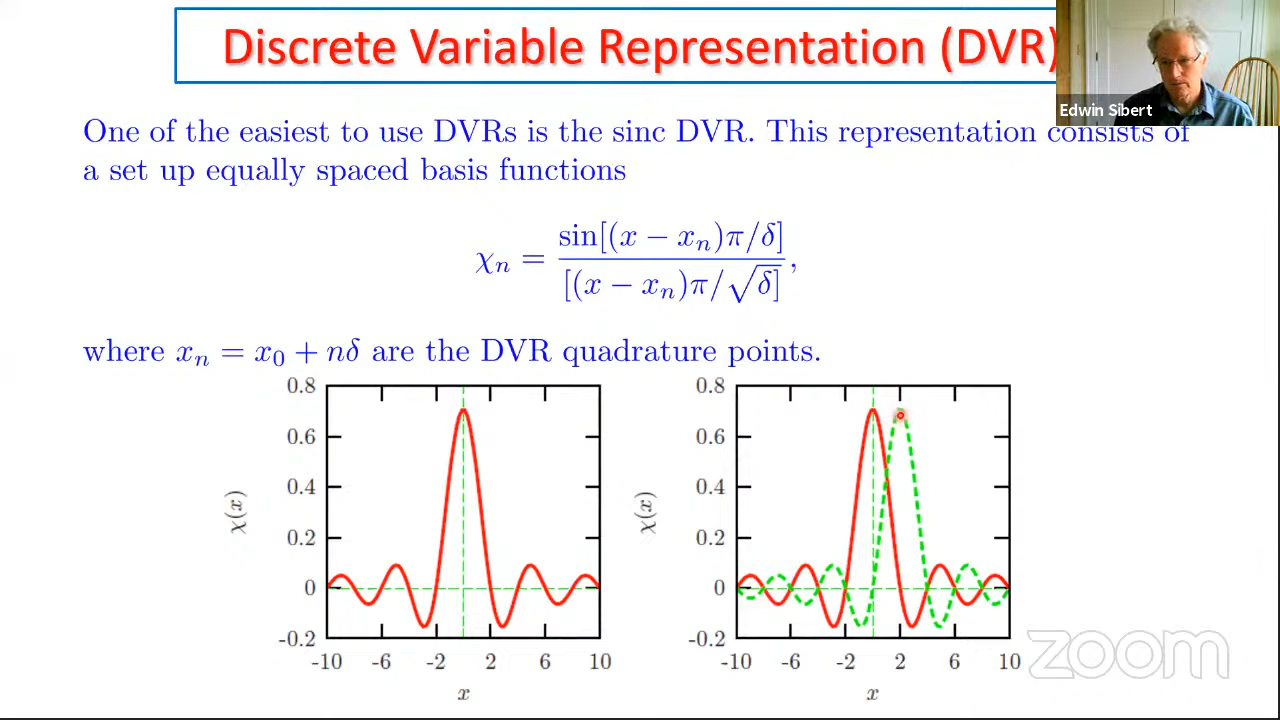 Discrete Variable Representation (DVR)
Edwin Sibert
One of the easiest to use DVRs is the sinc DVR. This representation consists of
a set up equally spaced basis functions
χₙ = sin[(x − xₙ)π/δ] / [(x − xₙ)π/√δ],
where xₙ = x₀ + nδ are the DVR quadrature points.
0.8
0.6
0.4
0.2
0
-0.2
χ(x)
-10 -6 -2 2 6 10
x
0.8
0.6
0.4
0.2
0
-0.2
χ(x)
-10 -6 -2 2 6 10
x
zoom